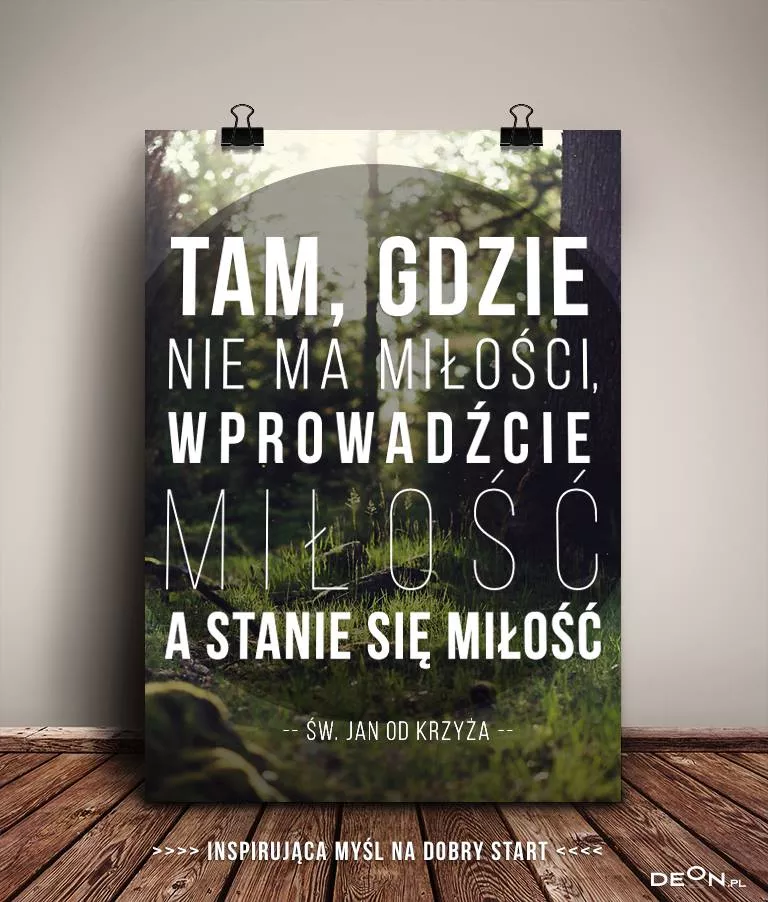 TAM, GDZIE
NIE MA MIŁOŚCI,
WPROWADŹCIE
MIŁOŚĆ
A STANIE SIĘ MIŁOŚĆ
-- ŚW. JAN OD KRZYŻA --
>>>> INSPIRUJĄCA MYŚL NA DOBRY START <<<<
DEON.PL